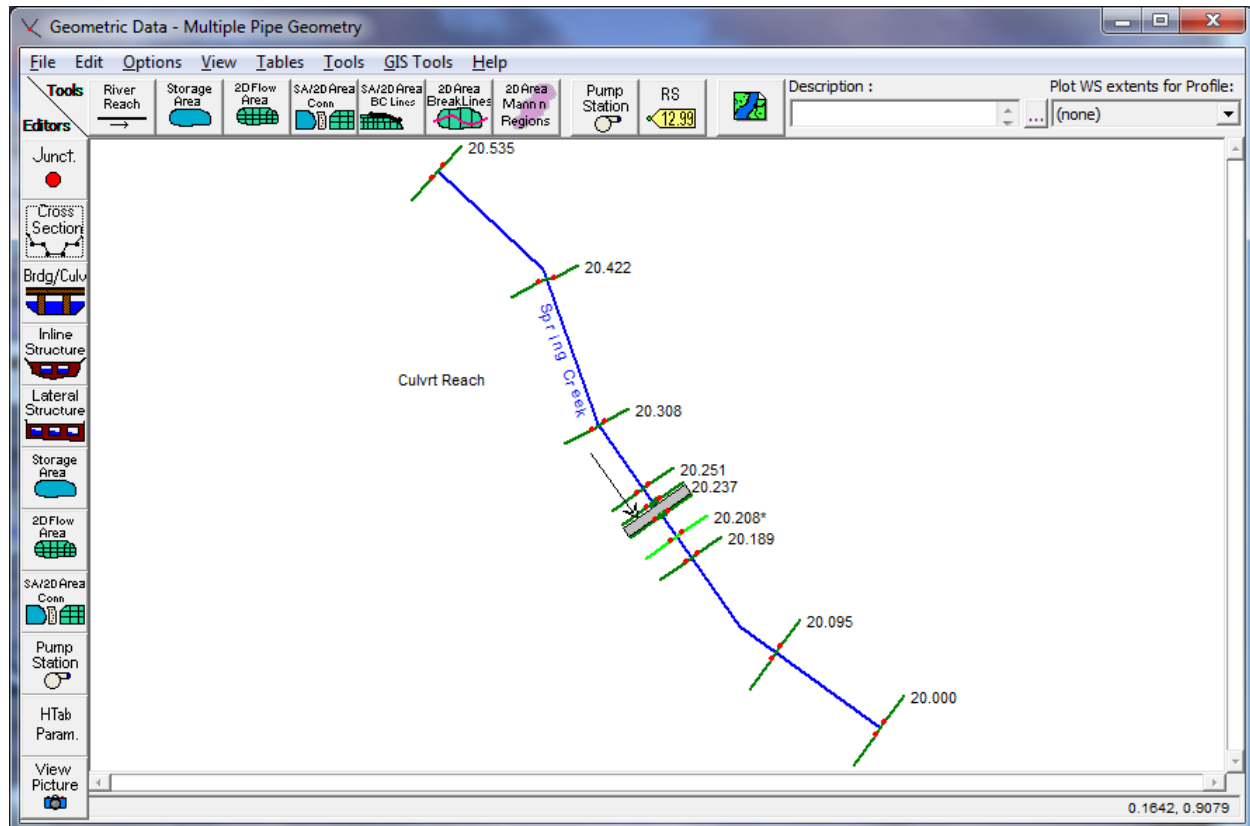 Geometric Data - Multiple Pipe Geometry
File Edit Options View Tables Tools GIS Tools Help
Tools
Editors
River
Reach
Storage
Area
2D Flow
Area
SA/2D Area
Conn
SA/2D Area
BC Lines
2D Area
BreakLines
2D Area
Mann n
Regions
Pump
Station
RS
12.99
Description :
...
Plot WS extents for Profile:
(none)
Junct.
Cross
Section
Brdg/Culv
Inline
Structure
Lateral
Structure
Storage
Area
2D Flow
Area
SA/2D Area
Conn
Pump
Station
HTab
Param.
View
Picture
20.535
20.422
Spring Creek
Culvrt Reach
20.308
20.251
20.237
20.208*
20.189
20.095
20.000
0.1642, 0.9079